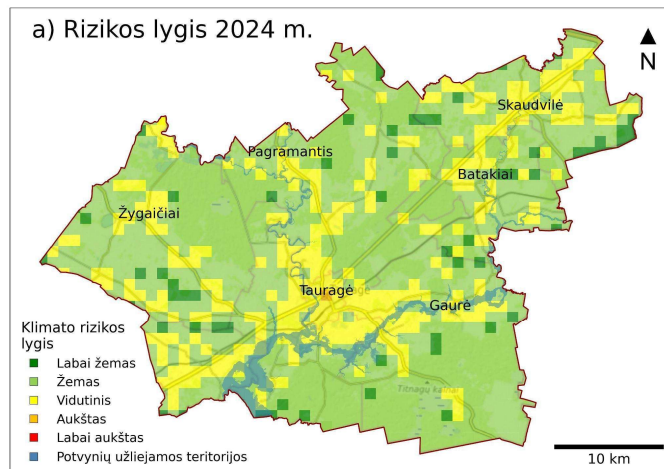 a) Rizikos lygis 2024 m.
N
Skaudvilė
Pagramantis
Batakiai
Žygaičiai
Tauragė
Gaurė
Klimato rizikos
lygis
Labai žemas
Žemas
Vidutinis
Aukštas
Labai aukštas
Potvynių užliejamos teritorijos
10 km